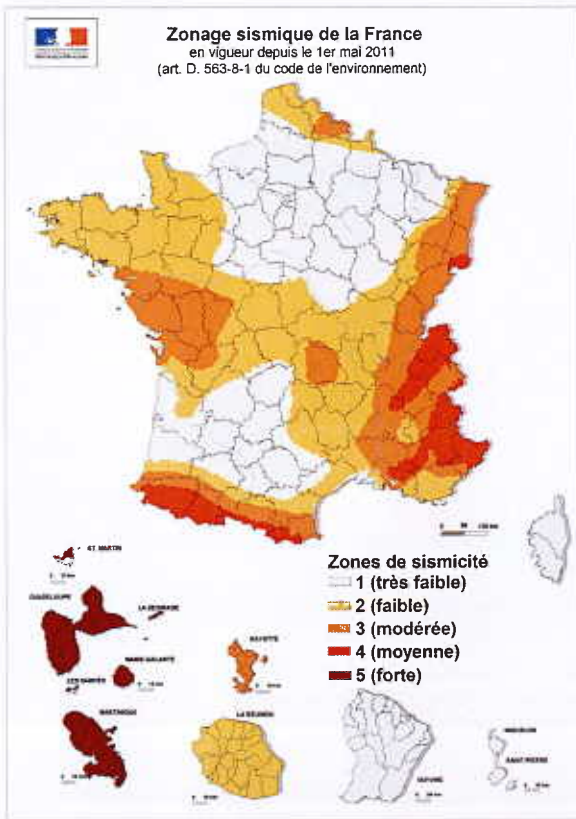 Zonage sismique de la France
en vigueur depuis le 1er mai 2011
(art. D. 563-8-1 du code de l'environnement)
Zones de sismicité
1 (très faible)
2 (faible)
3 (modérée)
4 (moyenne)
5 (forte)
ST. MARTIN
GUADELOUPE
LA DESIRADE
MARIE-GALANTE
LES SAINTES
MARTINIQUE
MAYOTTE
LA RÉUNION
GUYANE
MIQUELON
SAINT PIERRE